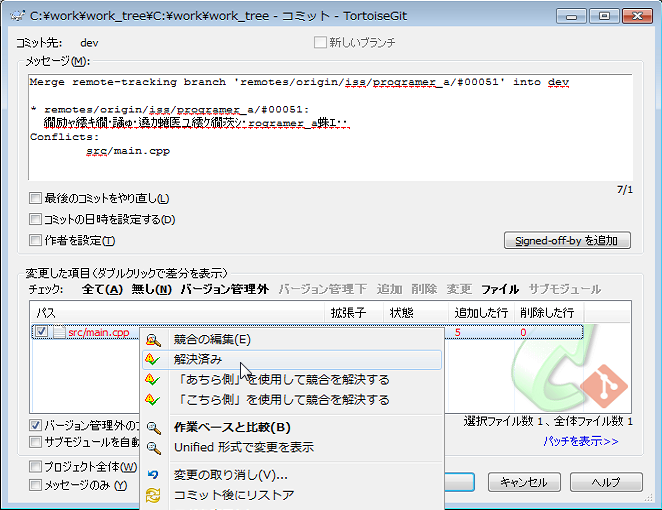 C:¥work¥work_tree¥C:¥work¥work_tree - コミット - TortoiseGit
コミット先: dev
新しいブランチ
メッセージ(M):
Merge remote-tracking branch 'remotes/origin/iss/programer_a/#00051' into dev
* remotes/origin/iss/programer_a/#00051:
Conflicts:
src/main.cpp
7/1
最後のコミットをやり直し(L)
コミットの日時を設定する(D)
作者を設定(T)
Signed-off-by を追加
変更した項目(ダブルクリックで差分を表示)
チェック: 全て(A) 無し(N) バージョン管理外 バージョン管理下 追加 削除 変更 ファイル サブモジュール
パス 拡張子 状態 追加した行 削除した行
src/main.cpp 5 0
競合の編集(E)
解決済み
「あちら側」を使用して競合を解決する
「こちら側」を使用して競合を解決する
作業ベースと比較(B)
Unified 形式で変更を表示
変更の取り消し(V)...
コミット後にリストア
バージョン管理外の
選択ファイル数 1、全体ファイル数 1
サブモジュールを自動
パッチを表示>>
プロジェクト全体(W)
メッセージのみ (Y)
キャンセル
ヘルプ